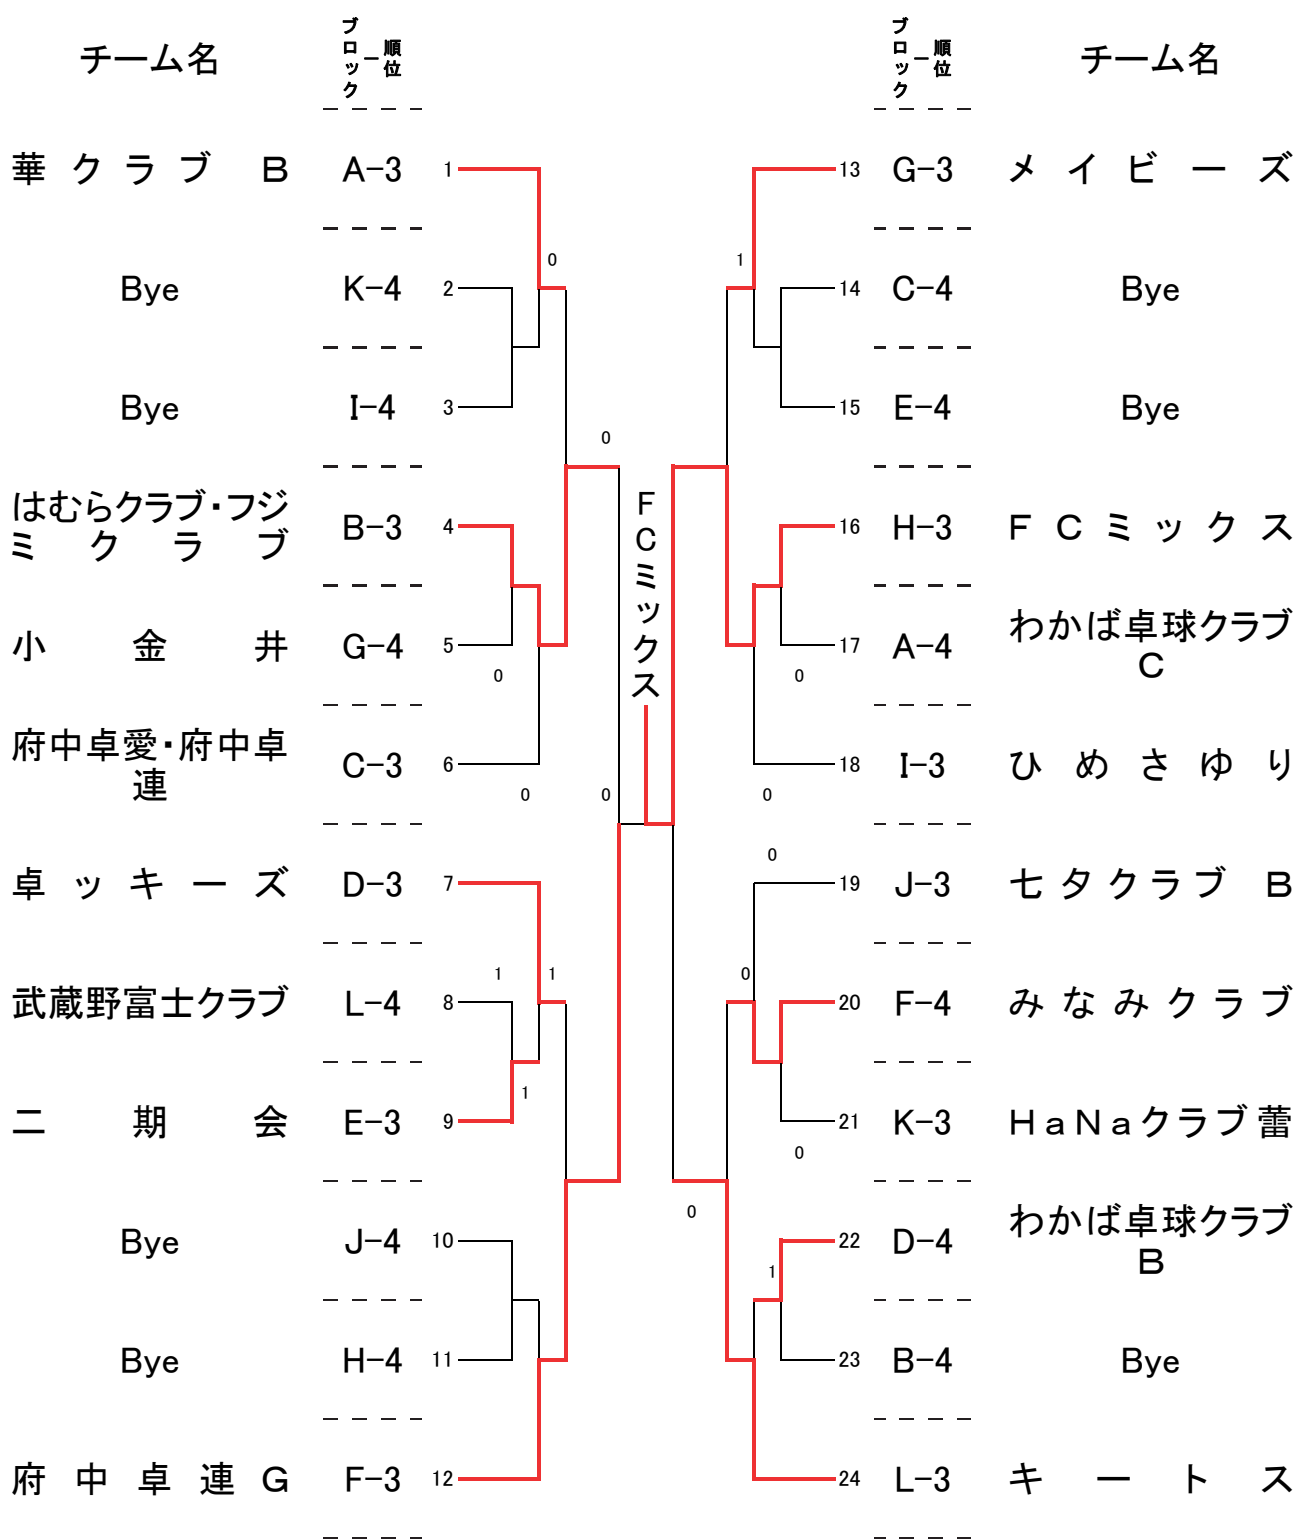 チーム名 ブロック ー 順位 ブロック ー 順位 チーム名
華クラブ B A-3 1 13 G-3 メイビーズ
0 1
Bye K-4 2 14 C-4 Bye
Bye I-4 3 15 E-4 Bye
0
はむらクラブ・フジ
ミクラブ B-3 4 16 H-3 FCミックス
FCミックス
小金井 G-4 5 17 A-4 わかば卓球クラブ
C
0 0
府中卓愛・府中卓
連 C-3 6 18 I-3 ひめさゆり
0 0 0
0
卓ッキーズ D-3 7 19 J-3 七夕クラブ B
1 1 0
武蔵野富士クラブ L-4 8 20 F-4 みなみクラブ
1
二期会 E-3 9 21 K-3 HaNaクラブ蕾
0
0
Bye J-4 10 22 D-4 わかば卓球クラブ
B
1
Bye H-4 11 23 B-4 Bye
府中卓連G F-3 12 24 L-3 キートス